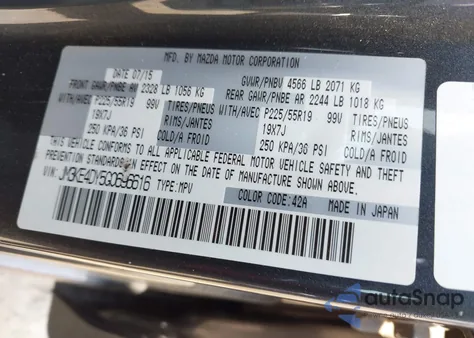 MFD. BY MAZDA MOTOR CORPORATION
DATE 07/15 GVWR/PNBV 4566 LB 2071 KG
FRONT GAWR/PNBE AV 2328 LB 1056 KG REAR GAWR/PNBE AR 2244 LB 1018 KG
WITH/AVEC P225/55R19 99V TIRES/PNEUS WITH/AVEC P225/55R19 99V TIRES/PNEUS
19X7J RIMS/JANTES 19X7J RIMS/JANTES
250 KPA/36 PSI COLD/A FROID 250 KPA/36 PSI COLD/A FROID
THIS VEHICLE CONFORMS TO ALL APPLICABLE FEDERAL MOTOR VEHICLE SAFETY AND THEFT
PREVENTION STANDARDS IN EFFECT ON THE DATE OF MANUFACTURE SHOWN ABOVE.
VIN: JM3KE4DY5G0696616 TYPE: MPV
COLOR CODE: 42A MADE IN JAPAN
autoSnap